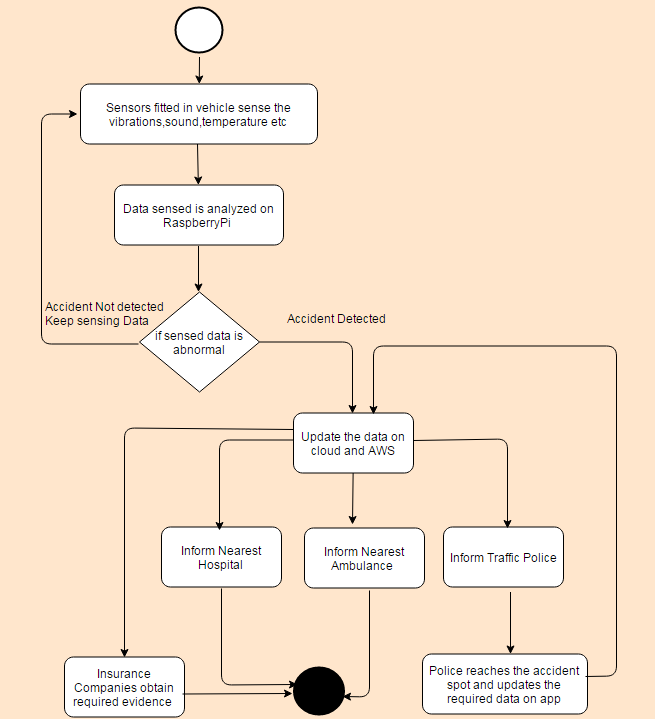 Sensors fitted in vehicle sense the
vibrations,sound,temperature etc
Data sensed is analyzed on
RaspberryPi
Accident Not detected
Keep sensing Data
if sensed data is
abnormal
Accident Detected
Update the data on
cloud and AWS
Inform Nearest
Hospital
Inform Nearest
Ambulance
Inform Traffic Police
Insurance
Companies obtain
required evidence
Police reaches the accident
spot and updates the
required data on app